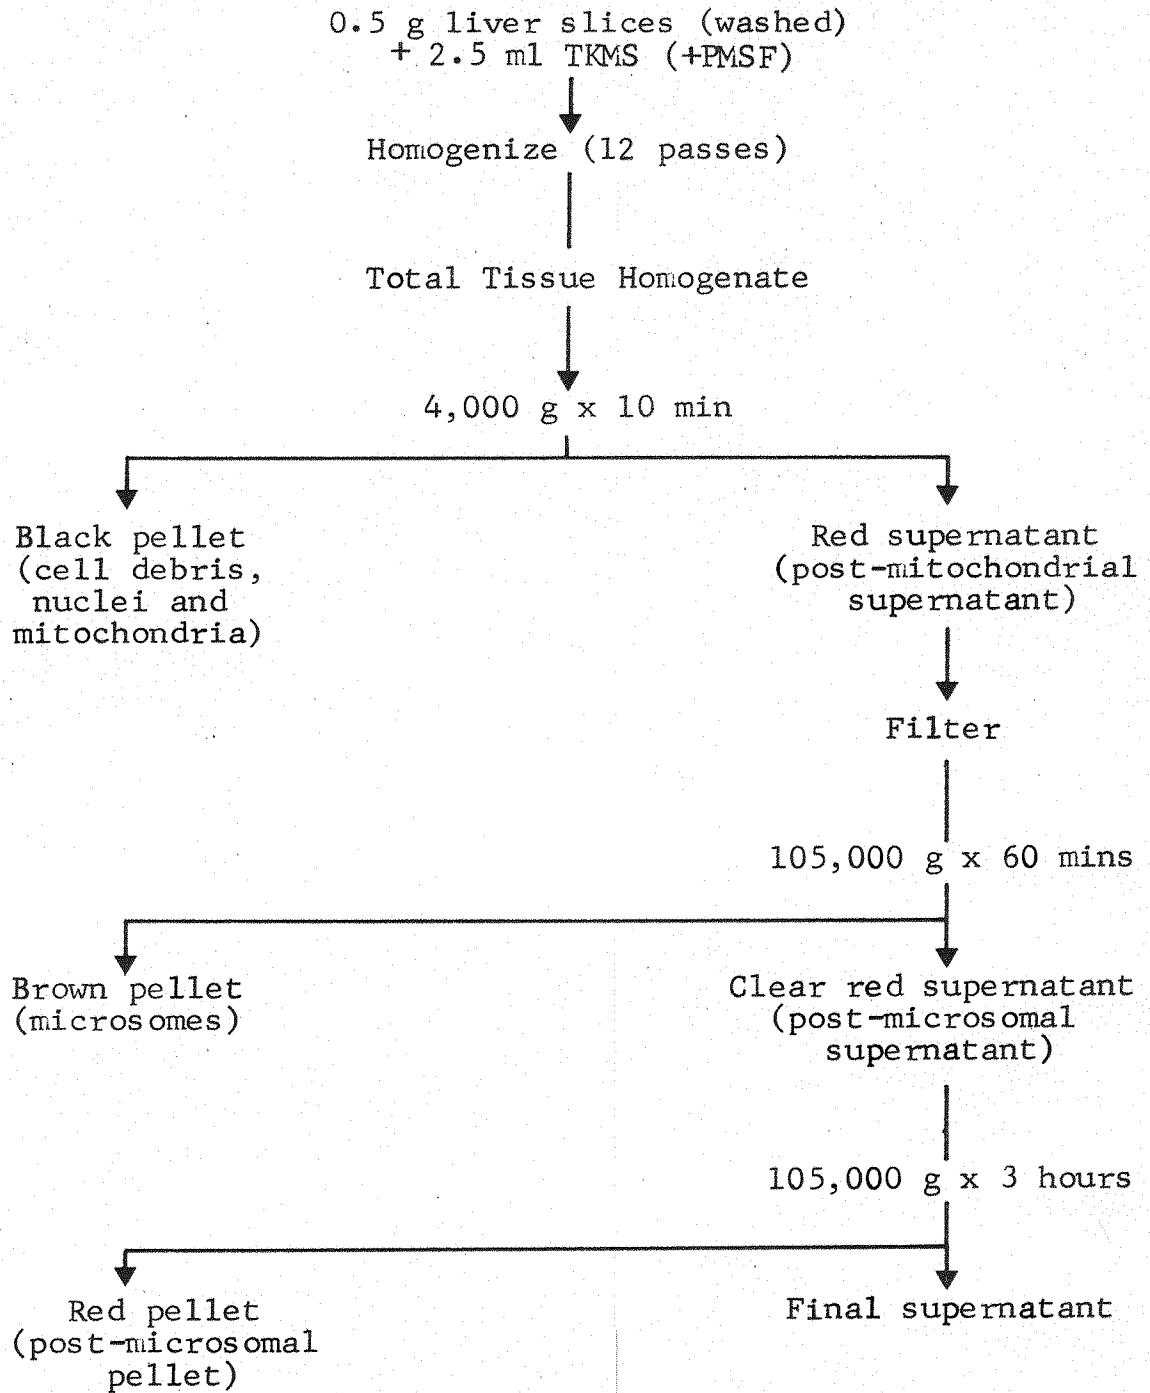 0.5 g liver slices (washed)
+ 2.5 ml TKMS (+PMSF)
Homogenize (12 passes)
Total Tissue Homogenate
4,000 g x 10 min
Black pellet
(cell debris,
nuclei and
mitochondria)
Red supernatant
(post-mitochondrial
supernatant)
Filter
105,000 g x 60 mins
Brown pellet
(microsomes)
Clear red supernatant
(post-microsomal
supernatant)
105,000 g x 3 hours
Red pellet
(post-microsomal
pellet)
Final supernatant